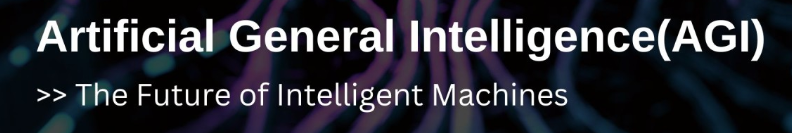 Artificial General Intelligence(AGI)
>> The Future of Intelligent Machines